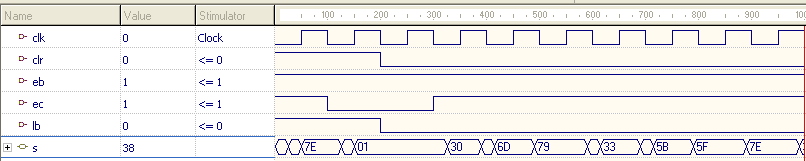 Name Value Stimulator 100 200 300 400 500 600 700 800 900
clk 0 Clock
clr 0 <= 0
eb 1 <= 1
ec 1 <= 1
lb 0 <= 0
s 38 7E 01 30 6D 79 33 5B 5F 7E